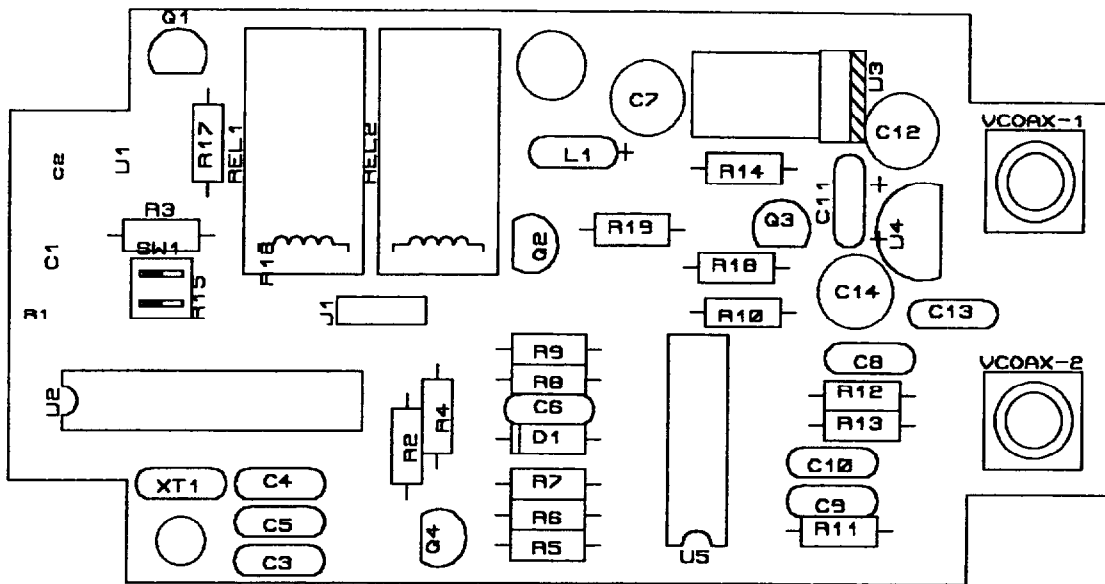 Q1
C7
U3
C12
VCOAX-1
C2
U1
R17
REL1
REL2
L1
+
R14
C11
+
R3
Q2
R19
Q3
+
U4
C1
SW1
R16
R18
R15
C14
R1
J1
R10
C13
R9
C8
VCOAX-2
U2
R8
R12
C6
R4
R2
D1
R13
XT1
C4
R7
C10
C5
R6
C9
Q4
R11
C3
R5
U5